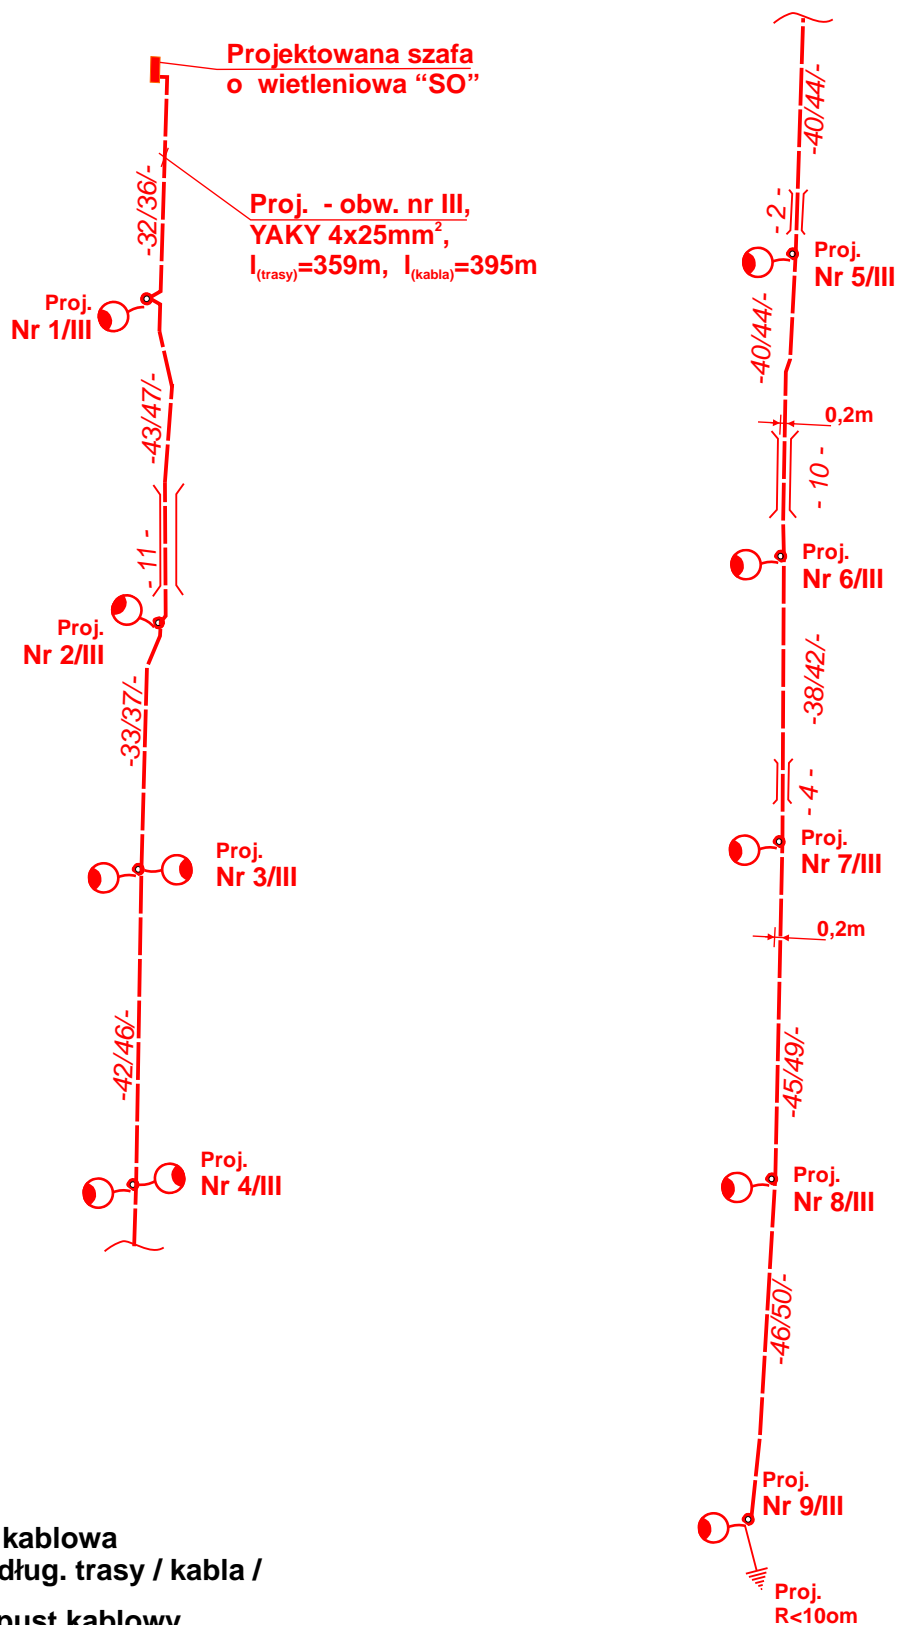 Projektowana szafa
o wietleniowa “SO”
-32/36/-
Proj. - obw. nr III,
YAKY 4x25mm²,
l(trasy)=359m, l(kabla)=395m
Proj.
Nr 1/III
-43/47/-
- 11 -
Proj.
Nr 2/III
-33/37/-
Proj.
Nr 3/III
-42/46/-
Proj.
Nr 4/III
-40/44/-
- 2 -
Proj.
Nr 5/III
-40/44/-
0,2m
- 10 -
Proj.
Nr 6/III
-38/42/-
- 4 -
Proj.
Nr 7/III
0,2m
-45/49/-
Proj.
Nr 8/III
-46/50/-
Proj.
Nr 9/III
Proj.
R<10om
kablowa
dług. trasy / kabla /
pust kablowy